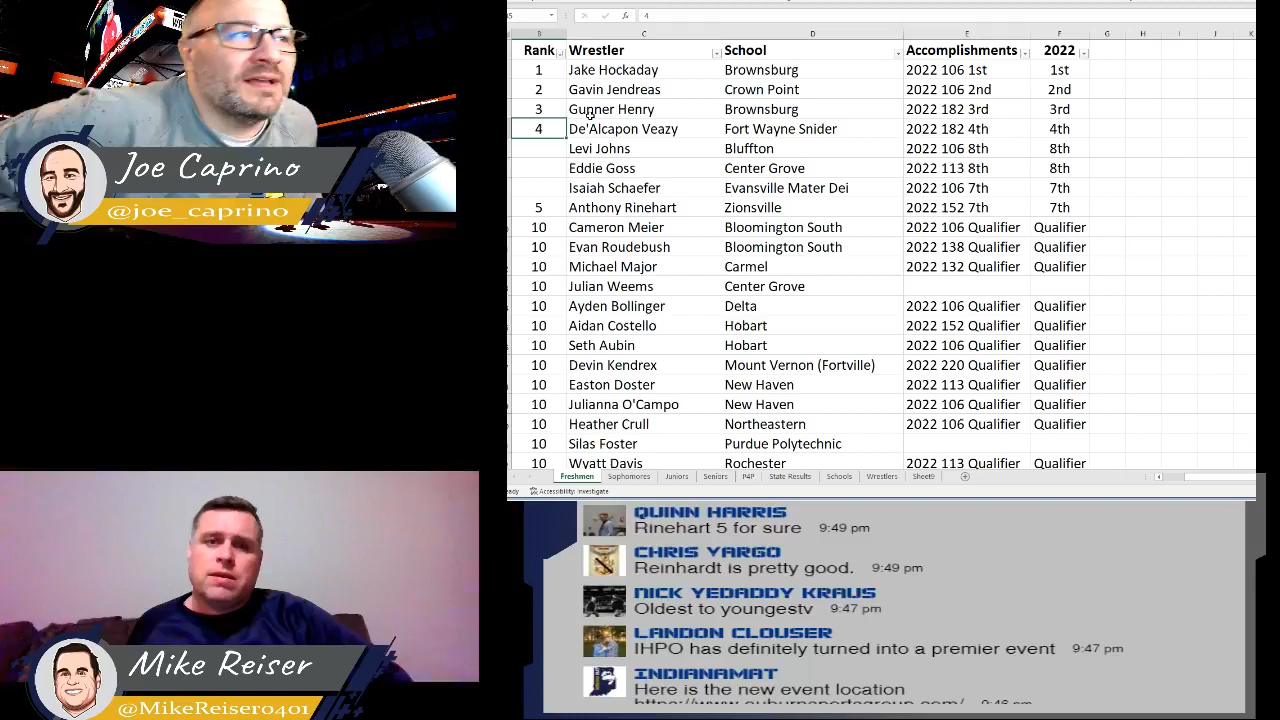 4
B C D E F G H I J K
Rank Wrestler School Accomplishments 2022
1 Jake Hockaday Brownsburg 2022 106 1st 1st
2 Gavin Jendreas Crown Point 2022 106 2nd 2nd
3 Gunner Henry Brownsburg 2022 182 3rd 3rd
4 De'Alcapon Veazy Fort Wayne Snider 2022 182 4th 4th
Levi Johns Bluffton 2022 106 8th 8th
Eddie Goss Center Grove 2022 113 8th 8th
Isaiah Schaefer Evansville Mater Dei 2022 106 7th 7th
5 Anthony Rinehart Zionsville 2022 152 7th 7th
10 Cameron Meier Bloomington South 2022 106 Qualifier Qualifier
10 Evan Roudebush Bloomington South 2022 138 Qualifier Qualifier
10 Michael Major Carmel 2022 132 Qualifier Qualifier
10 Julian Weems Center Grove
10 Ayden Bollinger Delta 2022 106 Qualifier Qualifier
10 Aidan Costello Hobart 2022 152 Qualifier Qualifier
10 Seth Aubin Hobart 2022 106 Qualifier Qualifier
10 Devin Kendrex Mount Vernon (Fortville) 2022 220 Qualifier Qualifier
10 Easton Doster New Haven 2022 113 Qualifier Qualifier
10 Julianna O'Campo New Haven 2022 106 Qualifier Qualifier
10 Heather Crull Northeastern 2022 106 Qualifier Qualifier
10 Silas Foster Purdue Polytechnic
10 Wyatt Davis Rochester 2022 113 Qualifier Qualifier
Freshmen Sophomores Juniors Seniors P4P State Results Schools Wrestlers Sheet9
Accessibility: Investigate
Joe Caprino
@joe_caprino
Mike Reiser
@MikeReiser0401
QUINN HARRIS
Rinehart 5 for sure 9:49 pm
CHRIS VARGO
Reinhardt is pretty good. 9:49 pm
NICK YEDADDY KRAUS
Oldest to youngestv 9:47 pm
LANDON CLOUSER
IHPO has definitely turned into a premier event 9:47 pm
INDIANAMAT
Here is the new event location